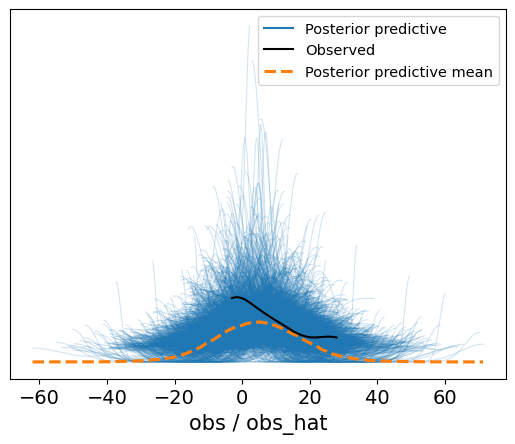 Posterior predictive
Observed
Posterior predictive mean
−60 −40 −20 0 20 40 60
obs / obs_hat